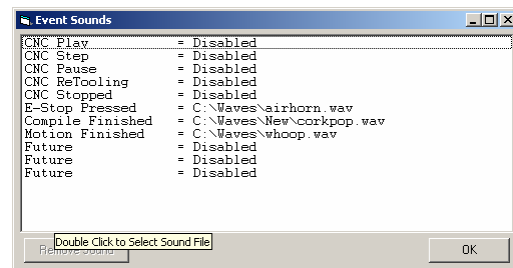 Event Sounds
CNC Play = Disabled
CNC Step = Disabled
CNC Pause = Disabled
CNC ReTooling = Disabled
CNC Stopped = Disabled
E-Stop Pressed = C:\Waves\airhorn.wav
Compile Finished = C:\Waves\New\corkpop.wav
Motion Finished = C:\Waves\whoop.wav
Future = Disabled
Future = Disabled
Future = Disabled
Double Click to Select Sound File
Remove Sound
OK